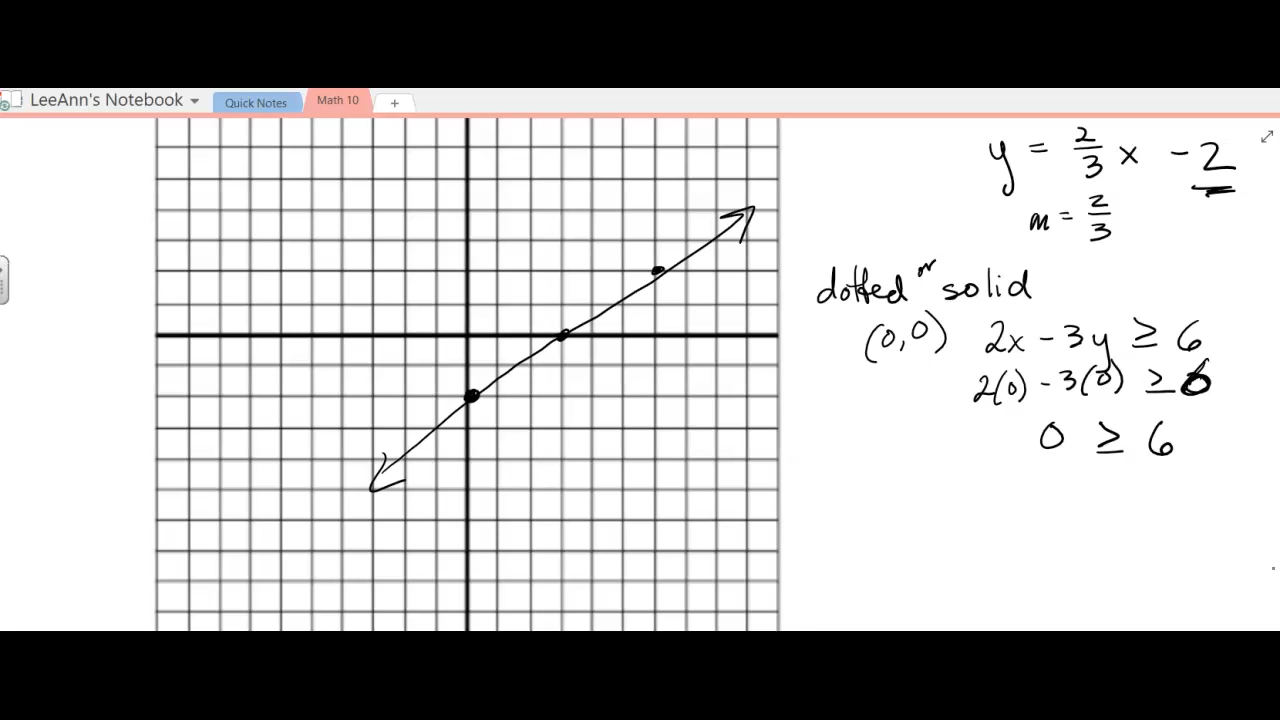 LeeAnn's Notebook
Quick Notes
Math 10
y = 2/3 x - 2
m = 2/3
dotted or solid
(0,0) 2x - 3y ≥ 6
2(0) - 3(0) ≥ 6
0 ≥ 6